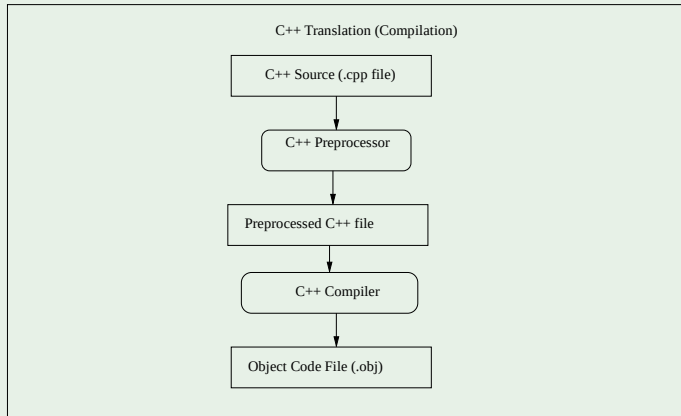 C++ Translation (Compilation)
C++ Source (.cpp file)
C++ Preprocessor
Preprocessed C++ file
C++ Compiler
Object Code File (.obj)